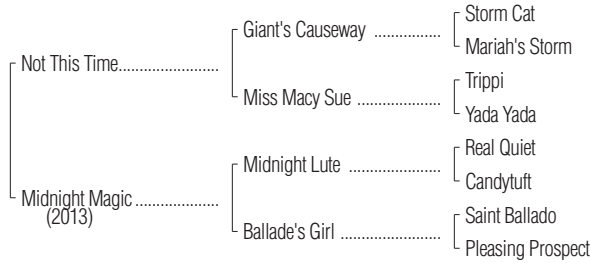 Storm Cat
Giant's Causeway ...............
Mariah's Storm
Not This Time.......................
Trippi
Miss Macy Sue ...................
Yada Yada
Real Quiet
Midnight Lute .....................
Candytuft
Midnight Magic ...................
(2013)
Saint Ballado
Ballade's Girl .......................
Pleasing Prospect